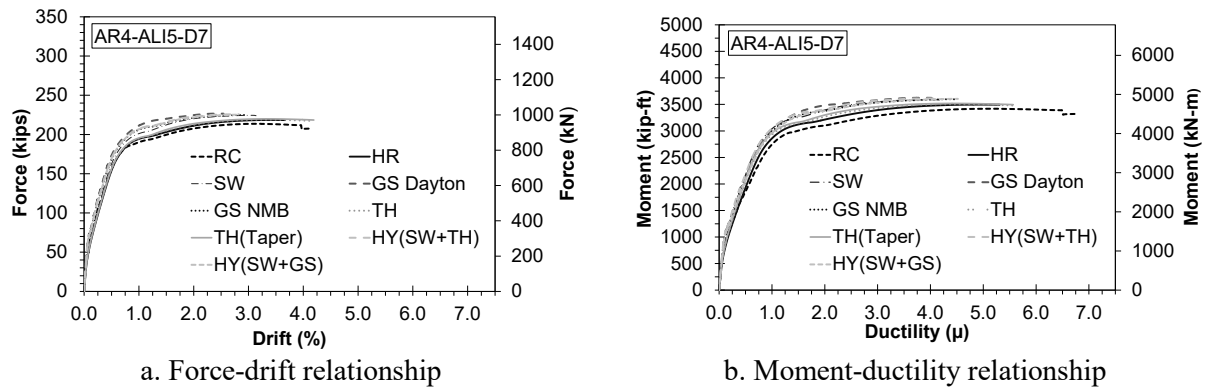 AR4-ALI5-D7
350
300
250
200
150
100
50
0
Force (kips)
1400
1200
1000
800
600
400
200
0
Force (kN)
RC
HR
SW
GS Dayton
GS NMB
TH
TH(Taper)
HY(SW+TH)
HY(SW+GS)
0.0 1.0 2.0 3.0 4.0 5.0 6.0 7.0
Drift (%)
a. Force-drift relationship
AR4-ALI5-D7
5000
4500
4000
3500
3000
2500
2000
1500
1000
500
0
Moment (kip-ft)
6000
5000
4000
3000
2000
1000
0
Moment (kN-m)
RC
HR
SW
GS Dayton
GS NMB
TH
TH(Taper)
HY(SW+TH)
HY(SW+GS)
0.0 1.0 2.0 3.0 4.0 5.0 6.0 7.0
Ductility (μ)
b. Moment-ductility relationship